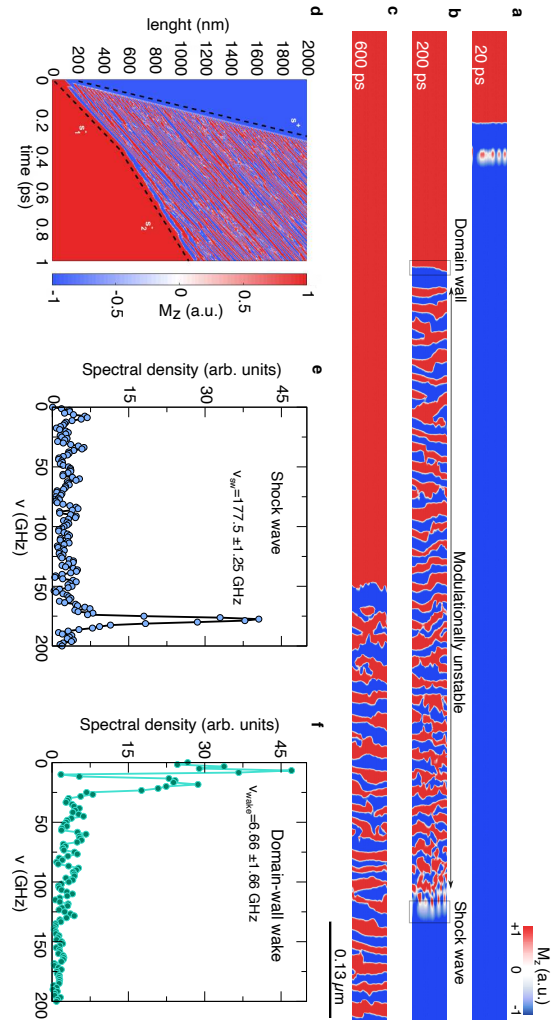 a
20 ps
M_z (a.u.)
+1
0
-1
b
200 ps
Domain wall
Modulationally unstable
Shock wave
c
600 ps
0.13 μm
d
lenght (nm)
2000
1800
1600
1400
1200
1000
800
600
400
200
0
0
0.2
0.4
0.6
0.8
1
time (ps)
s^+
s^-_1
s^-_2
1
0.5
0
-0.5
-1
M_Z (a.u.)
e
Spectral density (arb. units)
45
30
15
0
0
50
100
150
200
ν (GHz)
Shock wave
ν_sw=177.5 ±1.25 GHz
f
Spectral density (arb. units)
45
30
15
0
0
50
100
150
200
ν (GHz)
Domain-wall wake
ν_wake=6.66 ±1.66 GHz